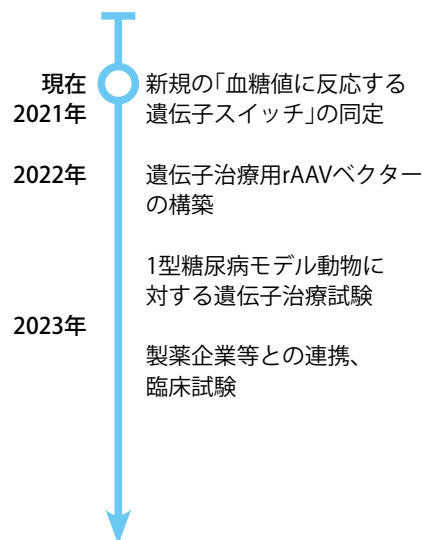 現在
2021年
新規の「血糖値に反応する
遺伝子スイッチ」の同定
2022年
遺伝子治療用rAAVベクター
の構築
1型糖尿病モデル動物に
対する遺伝子治療試験
2023年
製薬企業等との連携、
臨床試験